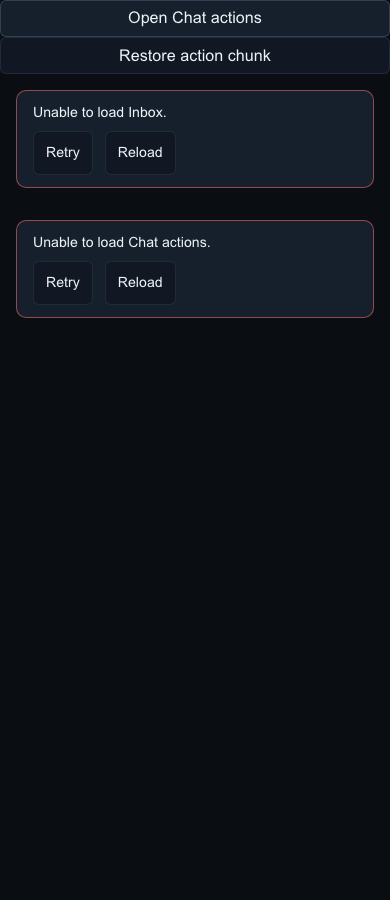 Open Chat actions
Restore action chunk
Unable to load Inbox.
Retry Reload
Unable to load Chat actions.
Retry Reload